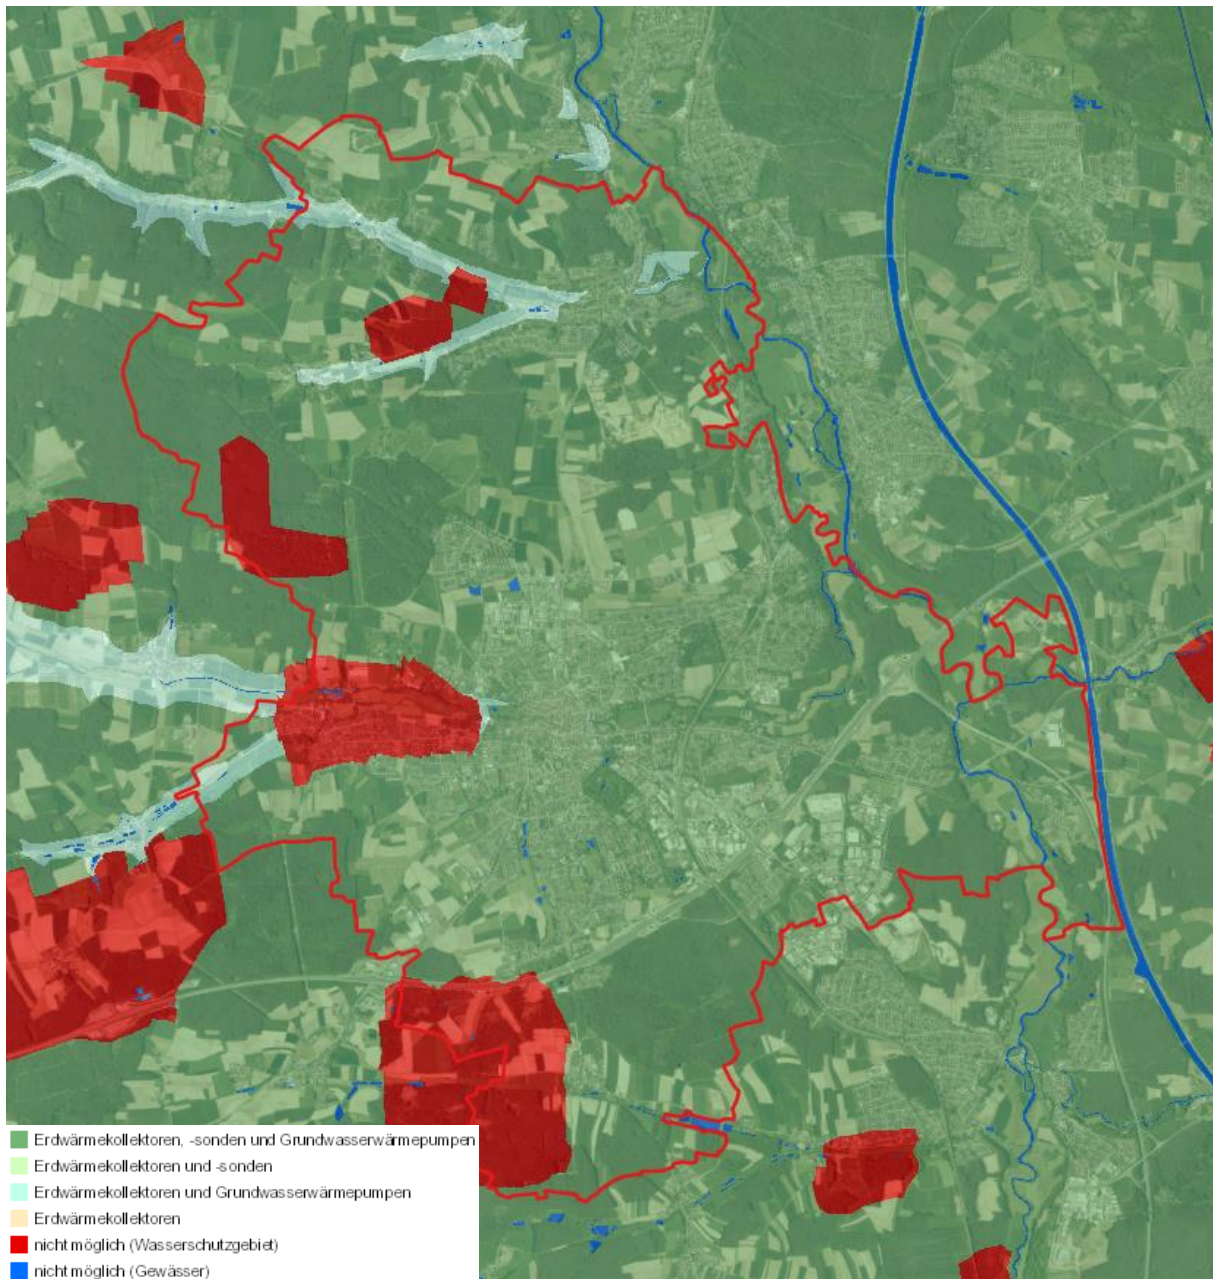 Erdwärmekollektoren, -sonden und Grundwasserwärmepumpen
Erdwärmekollektoren und -sonden
Erdwärmekollektoren und Grundwasserwärmepumpen
Erdwärmekollektoren
nicht möglich (Wasserschutzgebiet)
nicht möglich (Gewässer)